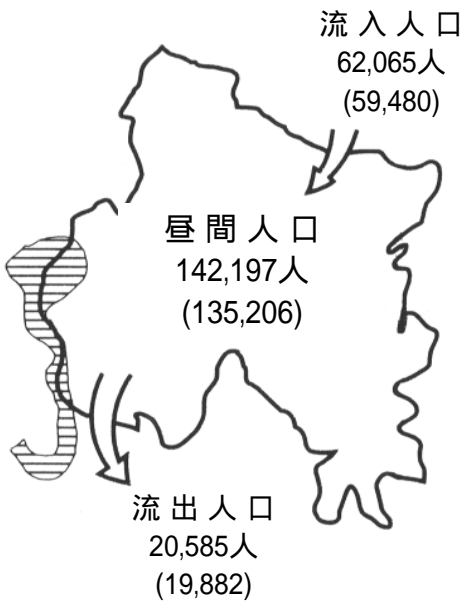 流入人口
62,065人
(59,480)
昼間人口
142,197人
(135,206)
流出人口
20,585人
(19,882)